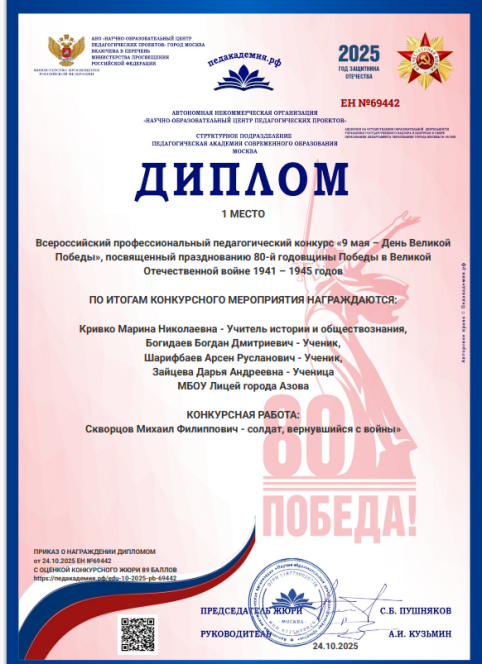 АНО «НАУЧНО-ОБРАЗОВАТЕЛЬНЫЙ ЦЕНТР
ПЕДАГОГИЧЕСКИХ ПРОЕКТОВ» ГОРОД МОСКВА
ВКЛЮЧЕНА В ПЕРЕЧЕНЬ
МИНИСТЕРСТВА ПРОСВЕЩЕНИЯ
РОССИЙСКОЙ ФЕДЕРАЦИИ
МИНИСТЕРСТВО ПРОСВЕЩЕНИЯ
РОССИЙСКОЙ ФЕДЕРАЦИИ
педакадемия.рф
2025
ГОД ЗАЩИТНИКА
ОТЕЧЕСТВА
ЕН №69442
АВТОНОМНАЯ НЕКОММЕРЧЕСКАЯ ОРГАНИЗАЦИЯ
«НАУЧНО-ОБРАЗОВАТЕЛЬНЫЙ ЦЕНТР ПЕДАГОГИЧЕСКИХ ПРОЕКТОВ»
СТРУКТУРНОЕ ПОДРАЗДЕЛЕНИЕ
ПЕДАГОГИЧЕСКАЯ АКАДЕМИЯ СОВРЕМЕННОГО ОБРАЗОВАНИЯ
МОСКВА
ДИПЛОМ
1 МЕСТО
Всероссийский профессиональный педагогический конкурс «9 мая – День Великой
Победы», посвященный празднованию 80-й годовщины Победы в Великой
Отечественной войне 1941 – 1945 годов
ПО ИТОГАМ КОНКУРСНОГО МЕРОПРИЯТИЯ НАГРАЖДАЮТСЯ:
Кривко Марина Николаевна - Учитель истории и обществознания,
Богидаев Богдан Дмитриевич - Ученик,
Шарифбаев Арсен Русланович - Ученик,
Зайцева Дарья Андреевна - Ученица
МБОУ Лицей города Азова
КОНКУРСНАЯ РАБОТА:
Скворцов Михаил Филиппович - солдат, вернувшийся с войны»
80
ПОБЕДА!
Авторские права © Педакадемия.рф
ПРИКАЗ О НАГРАЖДЕНИИ ДИПЛОМОМ
от 24.10.2025 ЕН №69442
С ОЦЕНКОЙ КОНКУРСНОГО ЖЮРИ 89 БАЛЛОВ
https://педакадемия.рф/edu-10-2025-pb-69442
ПРЕДСЕДАТЕЛЬ ЖЮРИ С.Б. ПУШНЯКОВ
РУКОВОДИТЕЛЬ А.И. КУЗЬМИН
МОСКВА
24.10.2025